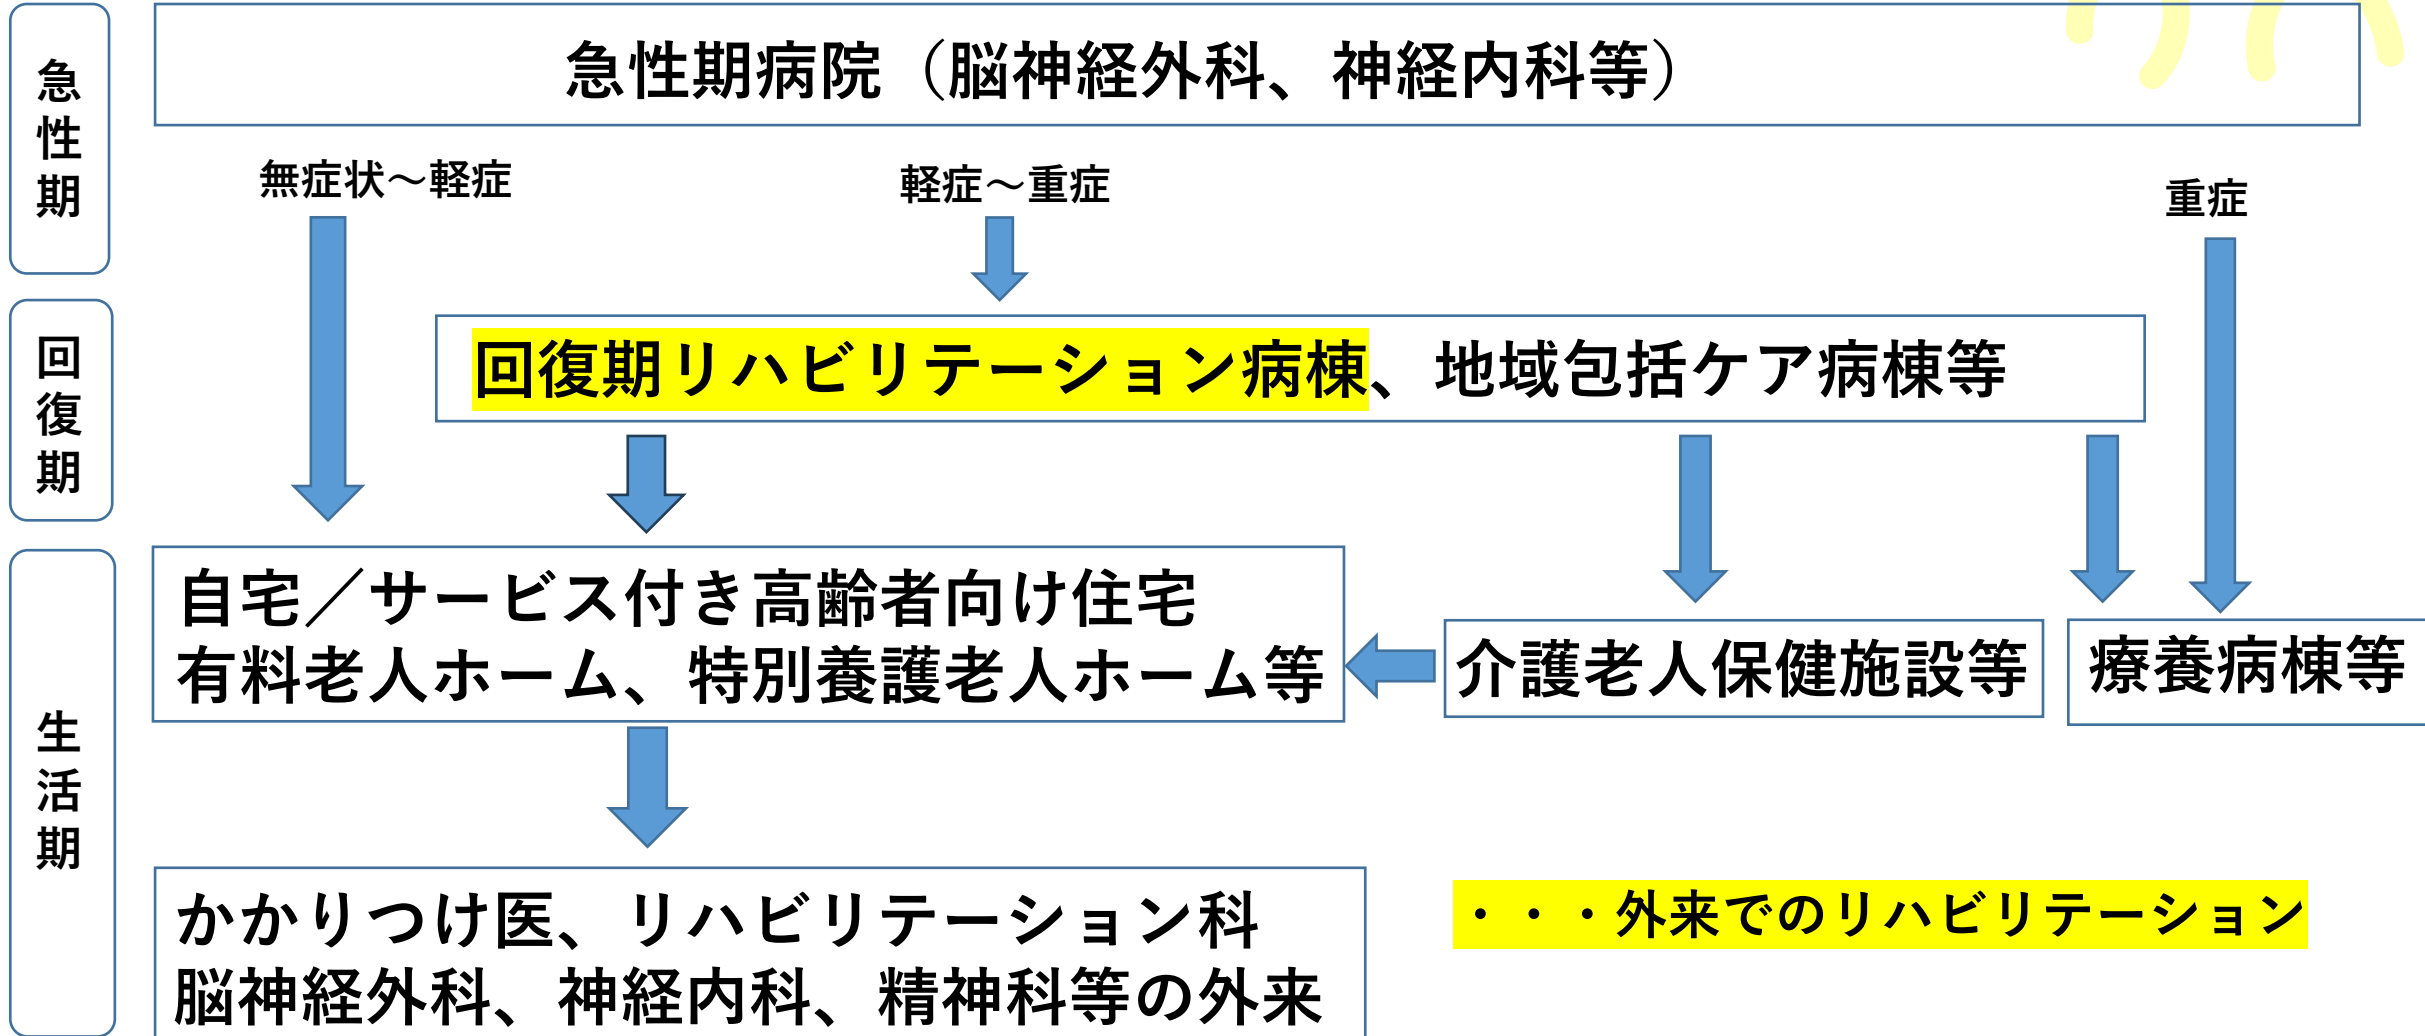 急性期
急性期病院（脳神経外科、神経内科等）
無症状～軽症
軽症～重症
重症
回復期
回復期リハビリテーション病棟、地域包括ケア病棟等
生活期
自宅／サービス付き高齢者向け住宅
有料老人ホーム、特別養護老人ホーム等
介護老人保健施設等
療養病棟等
かかりつけ医、リハビリテーション科
脳神経外科、神経内科、精神科等の外来
・・・外来でのリハビリテーション